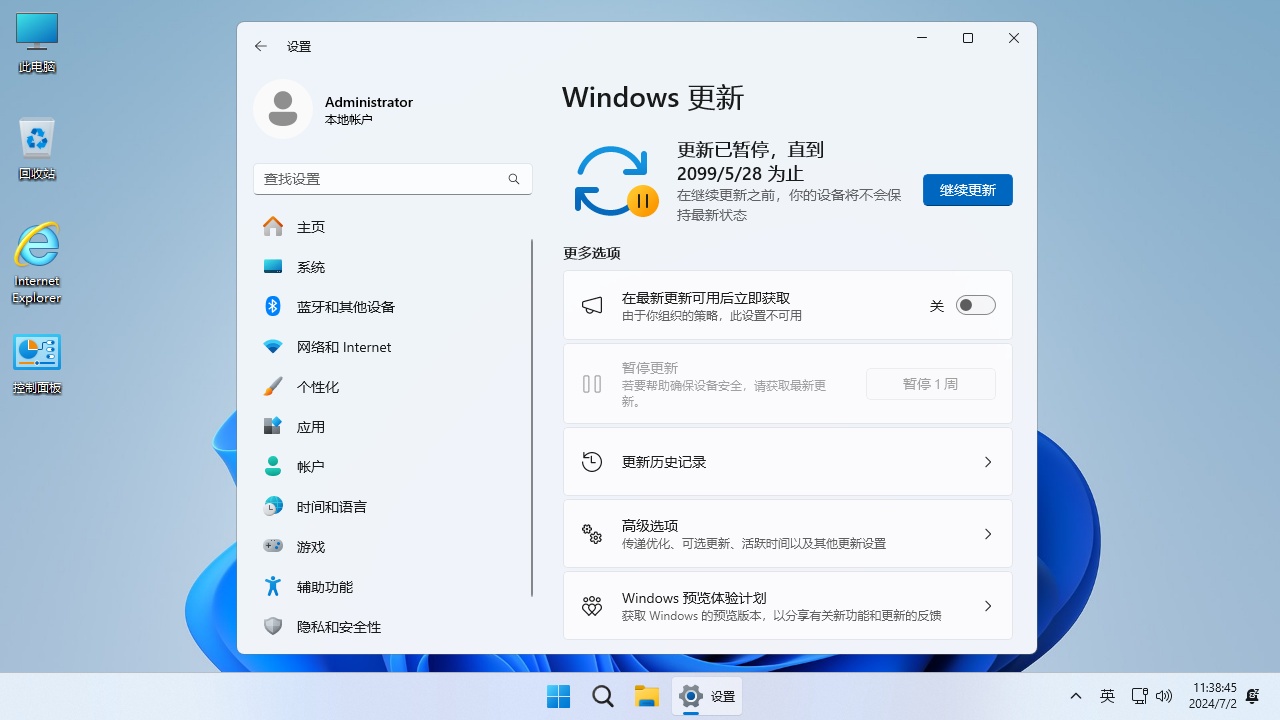 此电脑
回收站
Internet
Explorer
控制面板
设置
Administrator
本地帐户
查找设置
主页
系统
蓝牙和其他设备
网络和 Internet
个性化
应用
帐户
时间和语言
游戏
辅助功能
隐私和安全性
Windows 更新
更新已暂停，直到
2099/5/28 为止
在继续更新之前，你的设备将不会保
持最新状态
继续更新
更多选项
在最新更新可用后立即获取
由于你组织的策略，此设置不可用
关
暂停更新
若要帮助确保设备安全，请获取最新更
新。
暂停 1 周
更新历史记录
高级选项
传递优化、可选更新、活跃时间以及其他更新设置
Windows 预览体验计划
获取 Windows 的预览版本，以分享有关新功能和更新的反馈
设置
英
11:38:45
2024/7/2